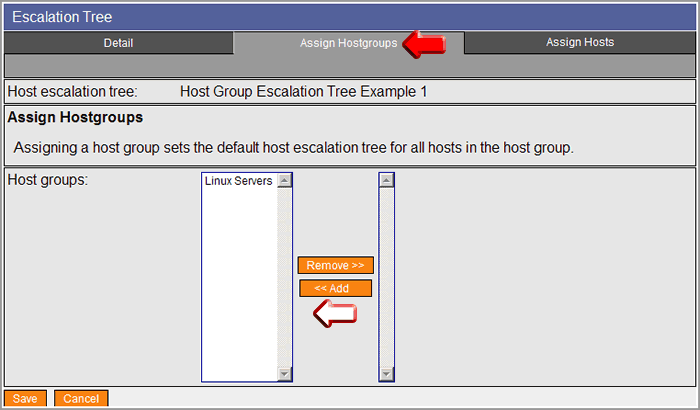 Escalation Tree
Detail Assign Hostgroups Assign Hosts
Host escalation tree: Host Group Escalation Tree Example 1
Assign Hostgroups
Assigning a host group sets the default host escalation tree for all hosts in the host group.
Host groups: Linux Servers
Remove >>
<< Add
Save Cancel